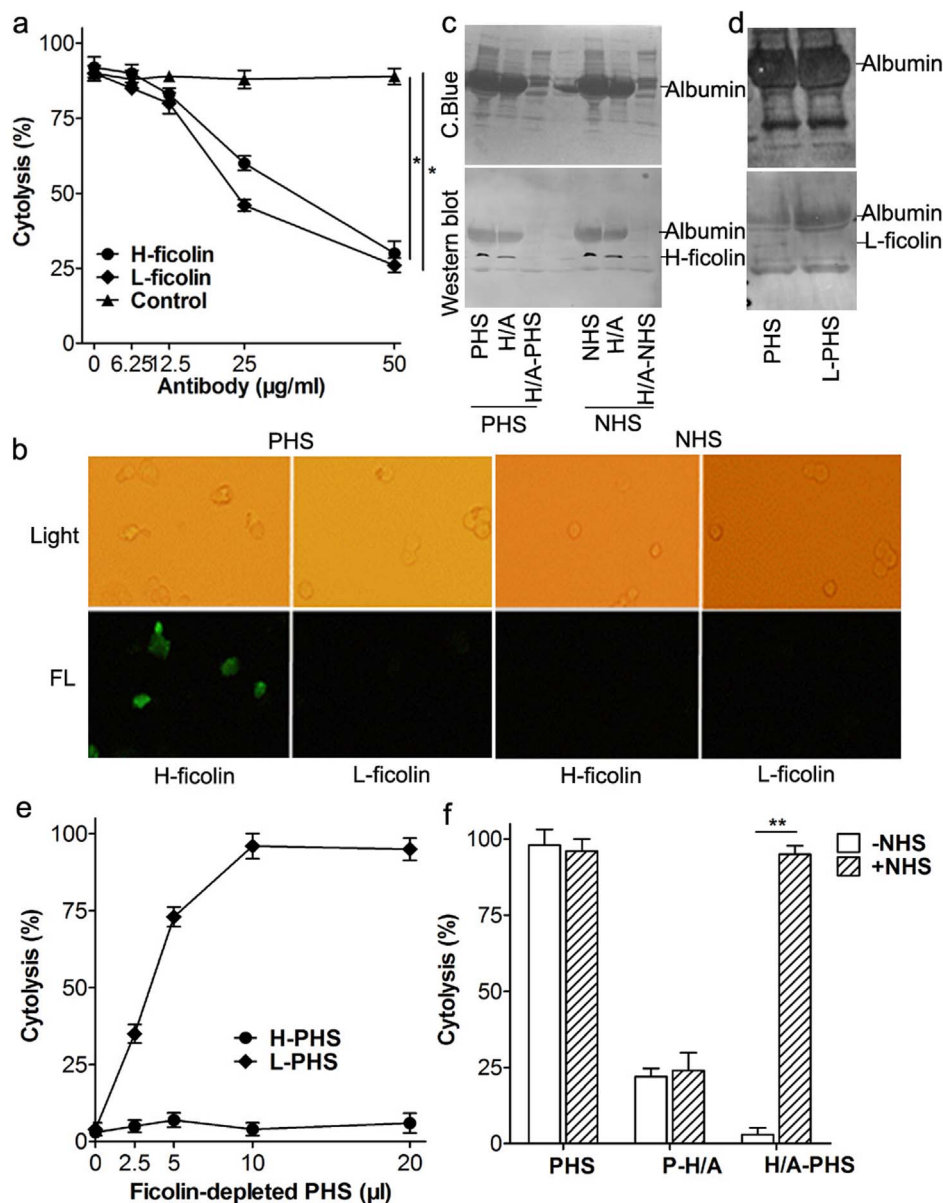 a
100
75
50
25
0
Cytolysis (%)
H-ficolin
L-ficolin
Control
*
*
0 6.25 12.5 25 50
Antibody (µg/ml)
c
C.Blue
Albumin
Western blot
Albumin
H-ficolin
PHS H/A H/A-PHS NHS H/A H/A-NHS
PHS NHS
d
Albumin
Albumin
L-ficolin
PHS L-PHS
b
PHS NHS
Light
FL
H-ficolin L-ficolin H-ficolin L-ficolin
e
100
75
50
25
0
Cytolysis (%)
H-PHS
L-PHS
0 2.5 5 10 20
Ficolin-depleted PHS (µl)
f
100
75
50
25
0
Cytolysis (%)
**
-NHS
+NHS
PHS P-H/A H/A-PHS